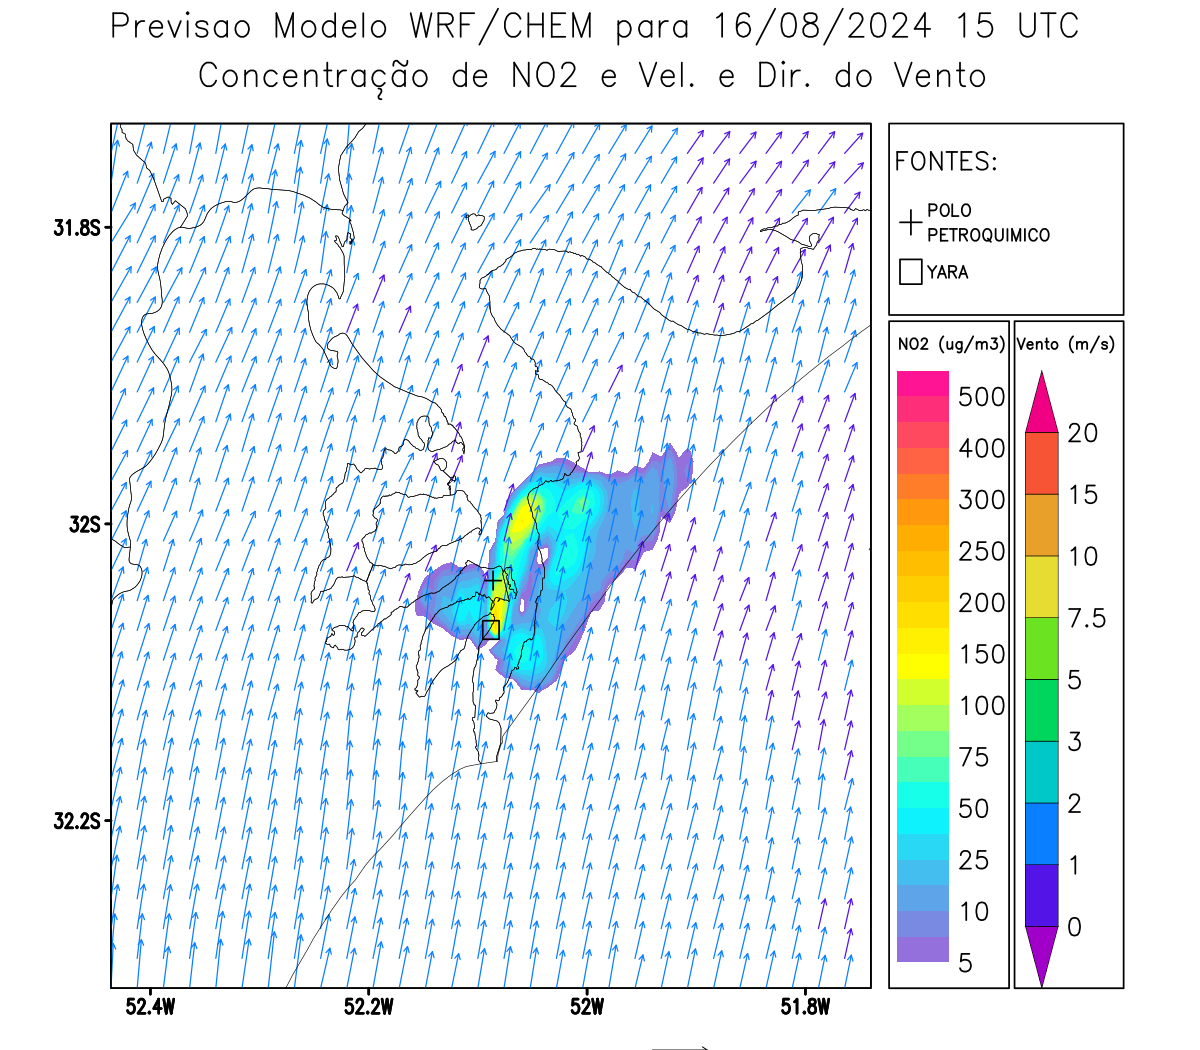 Previsao Modelo WRF/CHEM para 16/08/2024 15 UTC
Concentração de NO2 e Vel. e Dir. do Vento
FONTES:
POLO
PETROQUIMICO
YARA
31.8S
32S
32.2S
52.4W
52.2W
52W
51.8W
NO2 (ug/m3)
500
400
300
250
200
150
100
75
50
25
10
5
Vento (m/s)
20
15
10
7.5
5
3
2
1
0